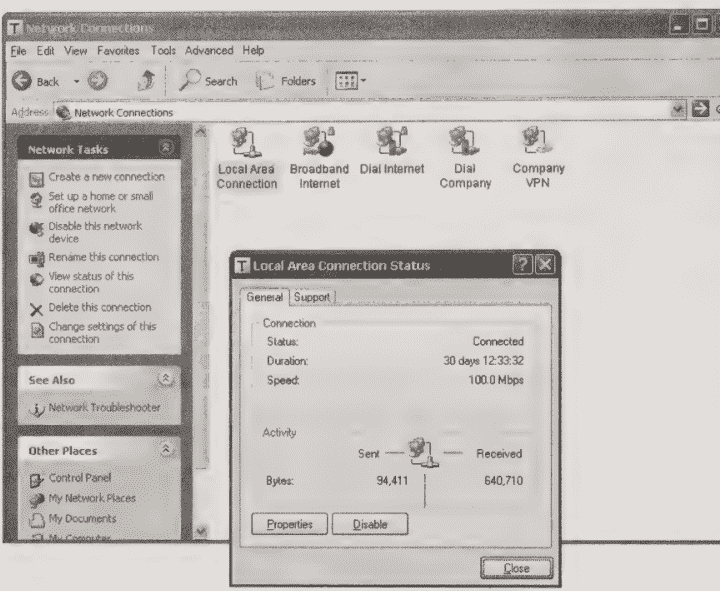 T Network Connections
File Edit View Favorites Tools Advanced Help
Back Search Folders
Address Network Connections
Network Tasks
Create a new connection
Set up a home or small
office network
Disable this network
device
Rename this connection
View status of this
connection
Delete this connection
Change settings of this
connection
See Also
Network Troubleshooter
Other Places
Control Panel
My Network Places
My Documents
My Computer
Local Area
Connection
Broadband
Internet
Dial Internet
Dial
Company
Company
VPN
T Local Area Connection Status
General Support
Connection
Status: Connected
Duration: 30 days 12:33:32
Speed: 100.0 Mbps
Activity
Sent Received
Bytes: 94,411 640,710
Properties Disable
Close